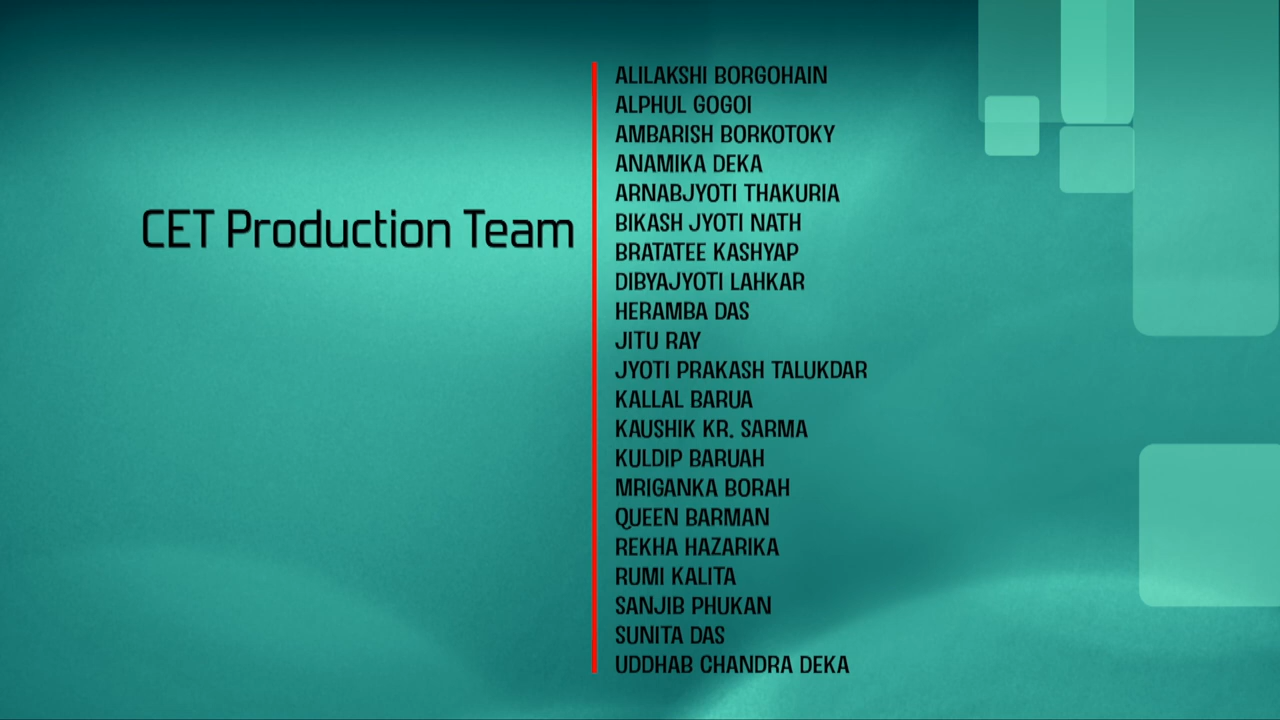 CET Production Team
ALILAKSHI BORGOHAIN
ALPHUL GOGOI
AMBARISH BORKOTOKY
ANAMIKA DEKA
ARNABJYOTI THAKURIA
BIKASH JYOTI NATH
BRATATEE KASHYAP
DIBYAJYOTI LAHKAR
HERAMBA DAS
JITU RAY
JYOTI PRAKASH TALUKDAR
KALLAL BARUA
KAUSHIK KR. SARMA
KULDIP BARUAH
MRIGANKA BORAH
QUEEN BARMAN
REKHA HAZARIKA
RUMI KALITA
SANJIB PHUKAN
SUNITA DAS
UDDHAB CHANDRA DEKA